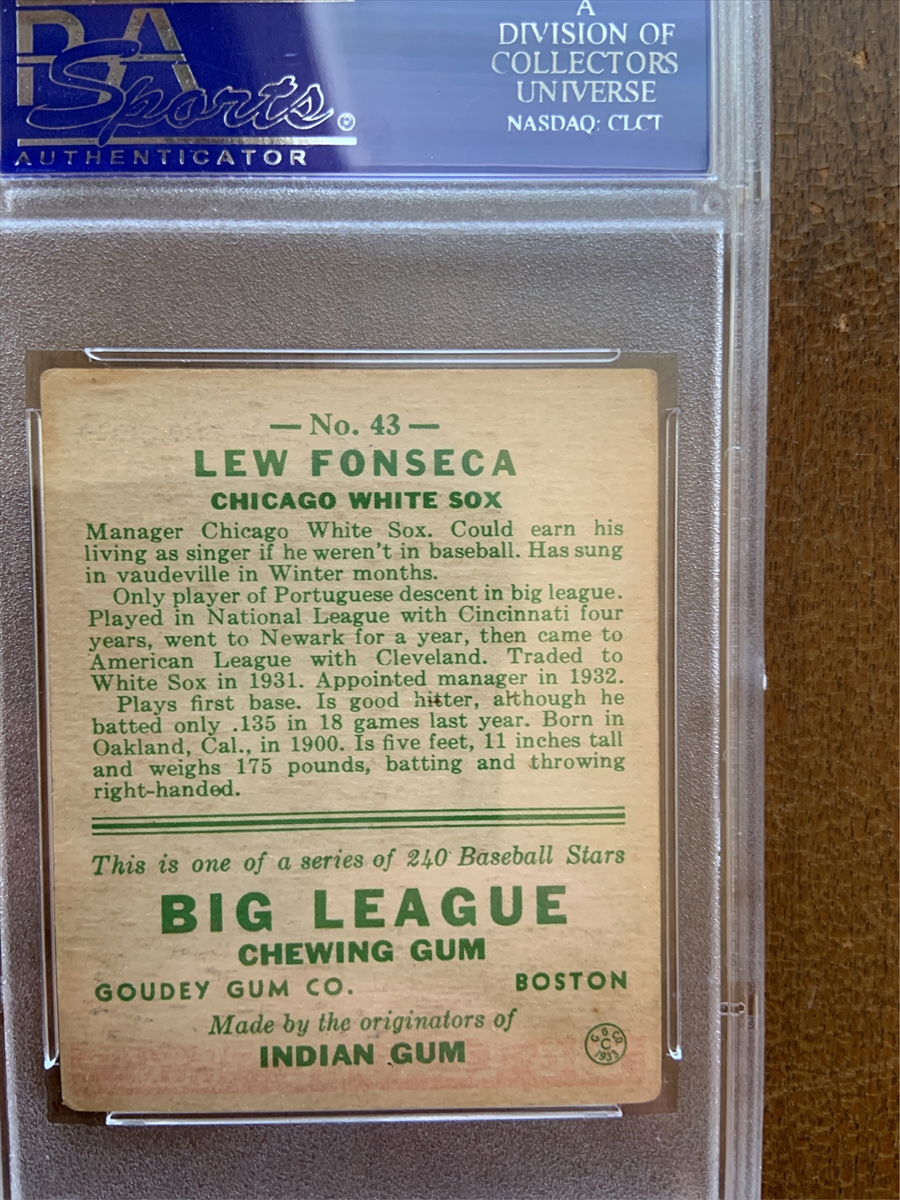 PSA
Sports®
AUTHENTICATOR
A
DIVISION OF
COLLECTORS
UNIVERSE
NASDAQ: CLCT
— No. 43 —
LEW FONSECA
CHICAGO WHITE SOX
Manager Chicago White Sox. Could earn his
living as singer if he weren't in baseball. Has sung
in vaudeville in Winter months.
Only player of Portuguese descent in big league.
Played in National League with Cincinnati four
years, went to Newark for a year, then came to
American League with Cleveland. Traded to
White Sox in 1931. Appointed manager in 1932.
Plays first base. Is good hitter, although he
batted only .135 in 18 games last year. Born in
Oakland, Cal., in 1900. Is five feet, 11 inches tall
and weighs 175 pounds, batting and throwing
right-handed.
This is one of a series of 240 Baseball Stars
BIG LEAGUE
CHEWING GUM
GOUDEY GUM CO. BOSTON
Made by the originators of
INDIAN GUM
G. G. CO.
C
1933